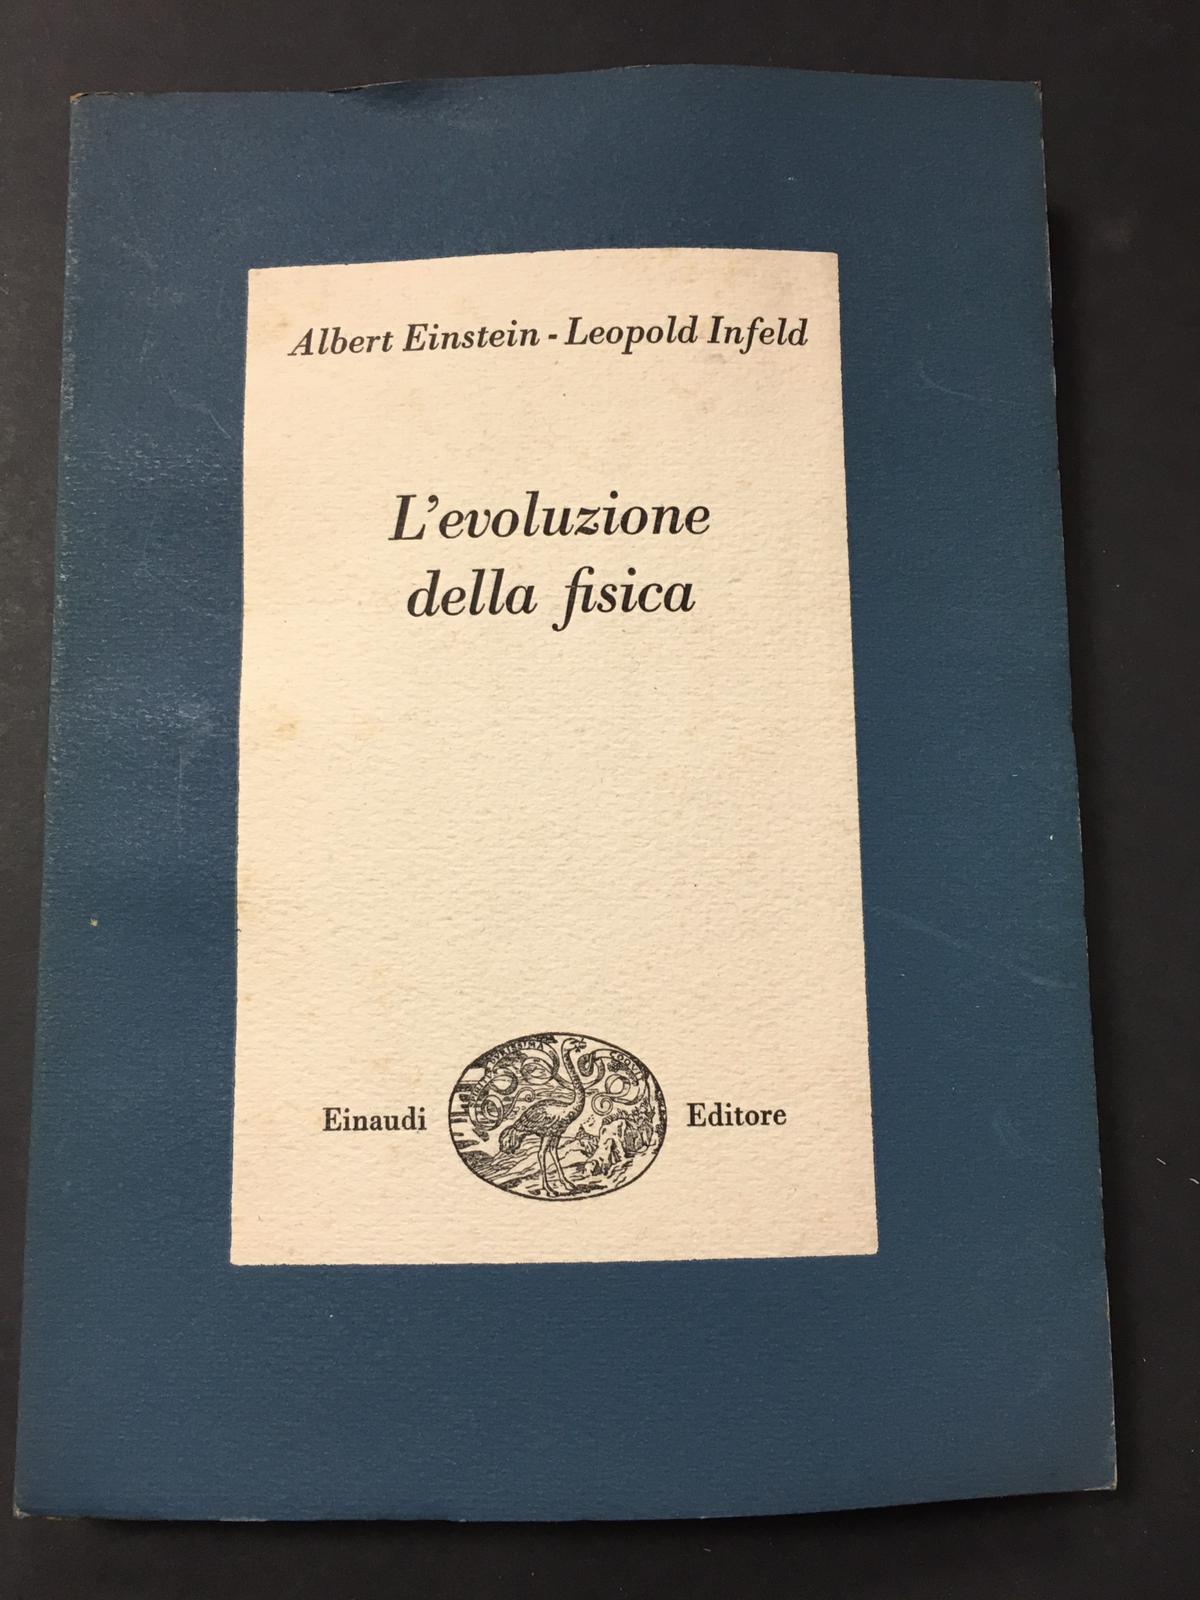 Albert Einstein - Leopold Infeld
L'evoluzione
della fisica
Einaudi Editore